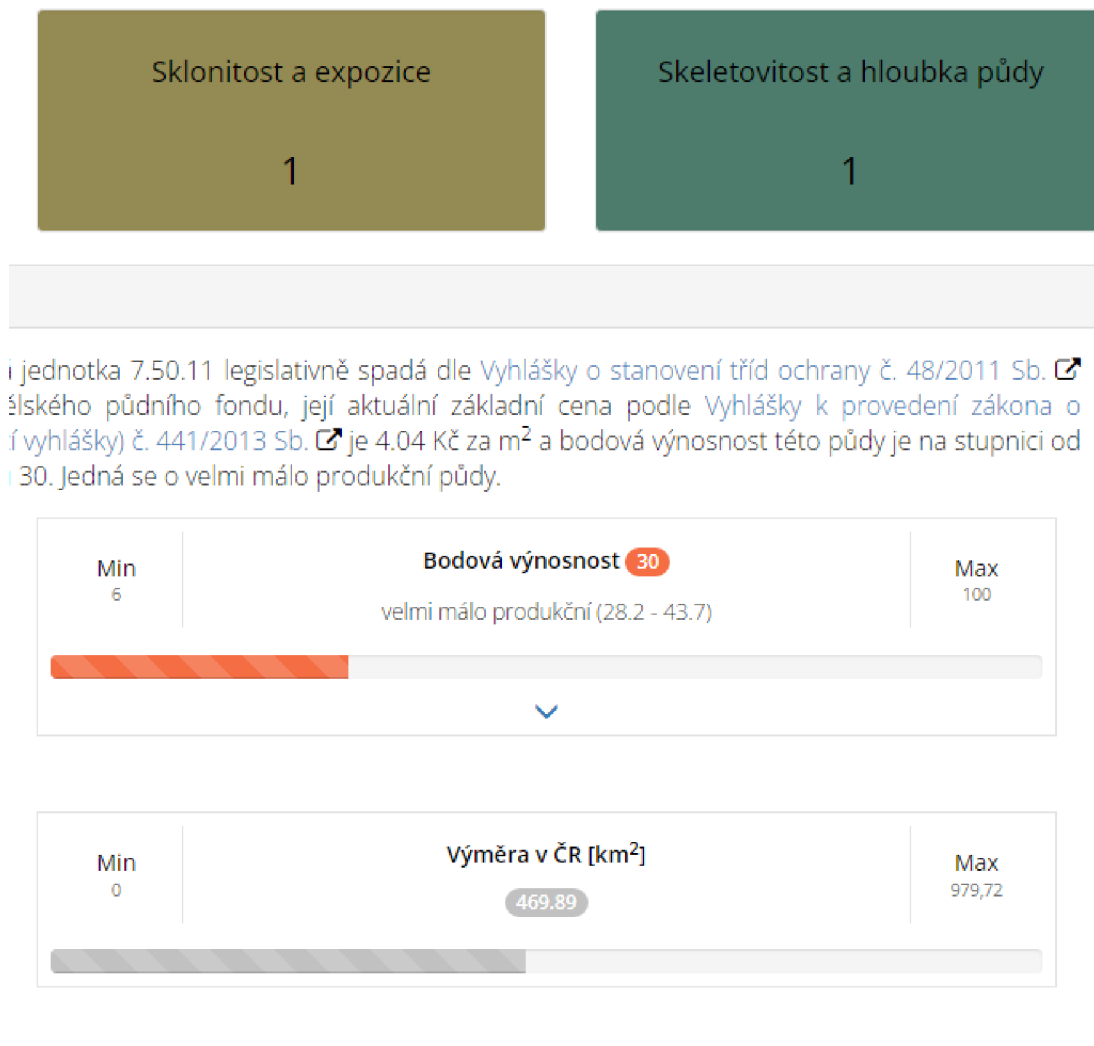 Sklonitost a expozice
Skeletovitost a hloubka půdy
1
1
jednotka 7.50.11 legislativně spadá dle Vyhlášky o stanovení tříd ochrany č. 48/2011 Sb.
půdního fondu, její aktuální základní cena podle Vyhlášky k provedení zákona o
vyhlášky) č. 441/2013 Sb. je 4.04 Kč za m² a bodová výnosnost této půdy je na stupnici od
30. Jedná se o velmi málo produkční půdy.
Min
6
Bodová výnosnost 30
velmi málo produkční (28.2 - 43.7)
Max
100
Min
0
Výměra v ČR [km²]
469.89
Max
979,72